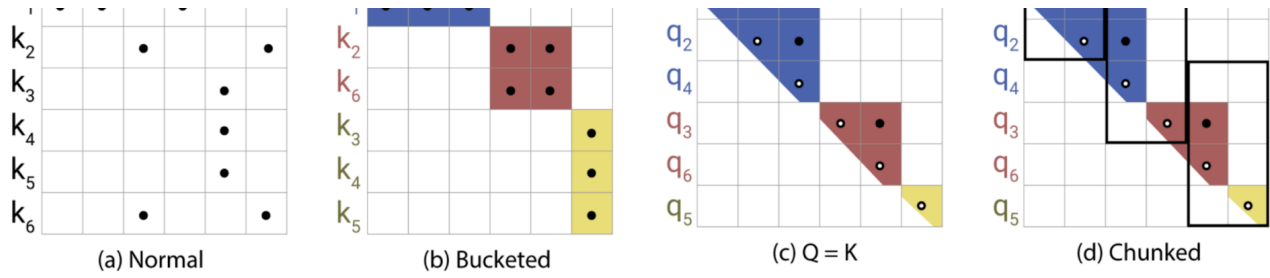 k2
k3
k4
k5
k6
(a) Normal
k2
k6
k3
k4
k5
(b) Bucketed
q2
q4
q3
q6
q5
(c) Q = K
q2
q4
q3
q6
q5
(d) Chunked